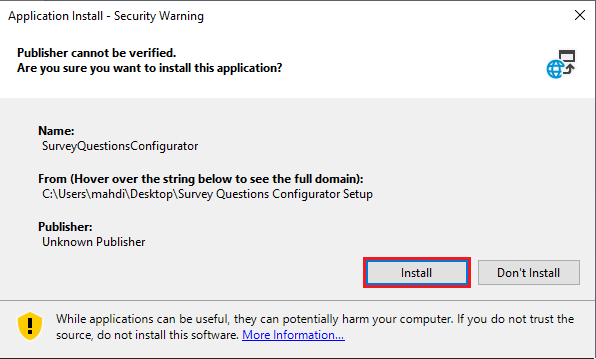 Application Install - Security Warning
Publisher cannot be verified.
Are you sure you want to install this application?
Name:
SurveyQuestionsConfigurator
From (Hover over the string below to see the full domain):
C:\Users\mahdi\Desktop\Survey Questions Configurator Setup
Publisher:
Unknown Publisher
Install Don't Install
While applications can be useful, they can potentially harm your computer. If you do not trust the
source, do not install this software. More Information...